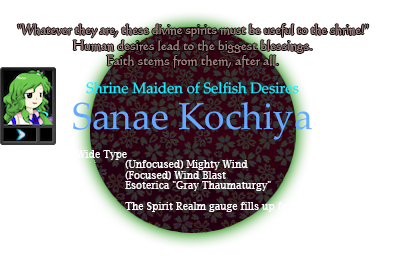 "Whatever they are, these divine spirits must be useful to the shrine!"
Human desires lead to the biggest blessings.
Faith stems from them, after all.
Shrine Maiden of Selfish Desires
Sanae Kochiya
Wide Type
(Unfocused) Mighty Wind
(Focused) Wind Blast
Esoterica "Gray Thaumaturgy"
The Spirit Realm gauge fills up